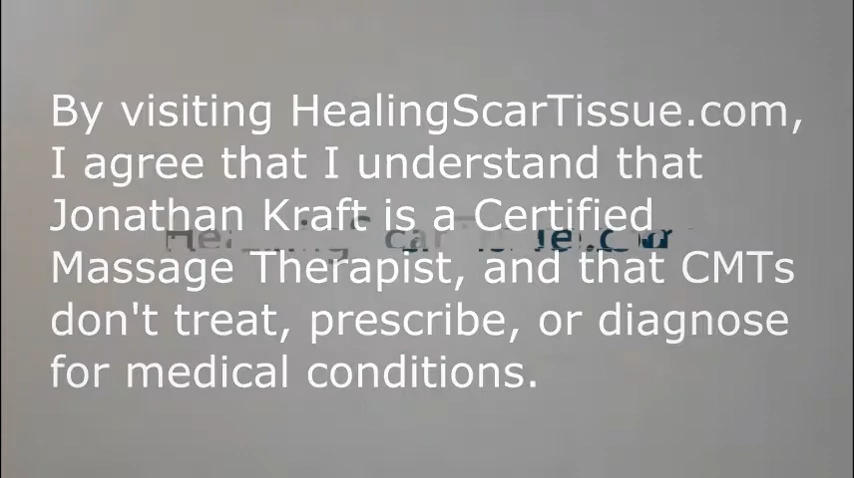 By visiting HealingScarTissue.com,
I agree that I understand that
Jonathan Kraft is a Certified
Massage Therapist, and that CMTs
don't treat, prescribe, or diagnose
for medical conditions.